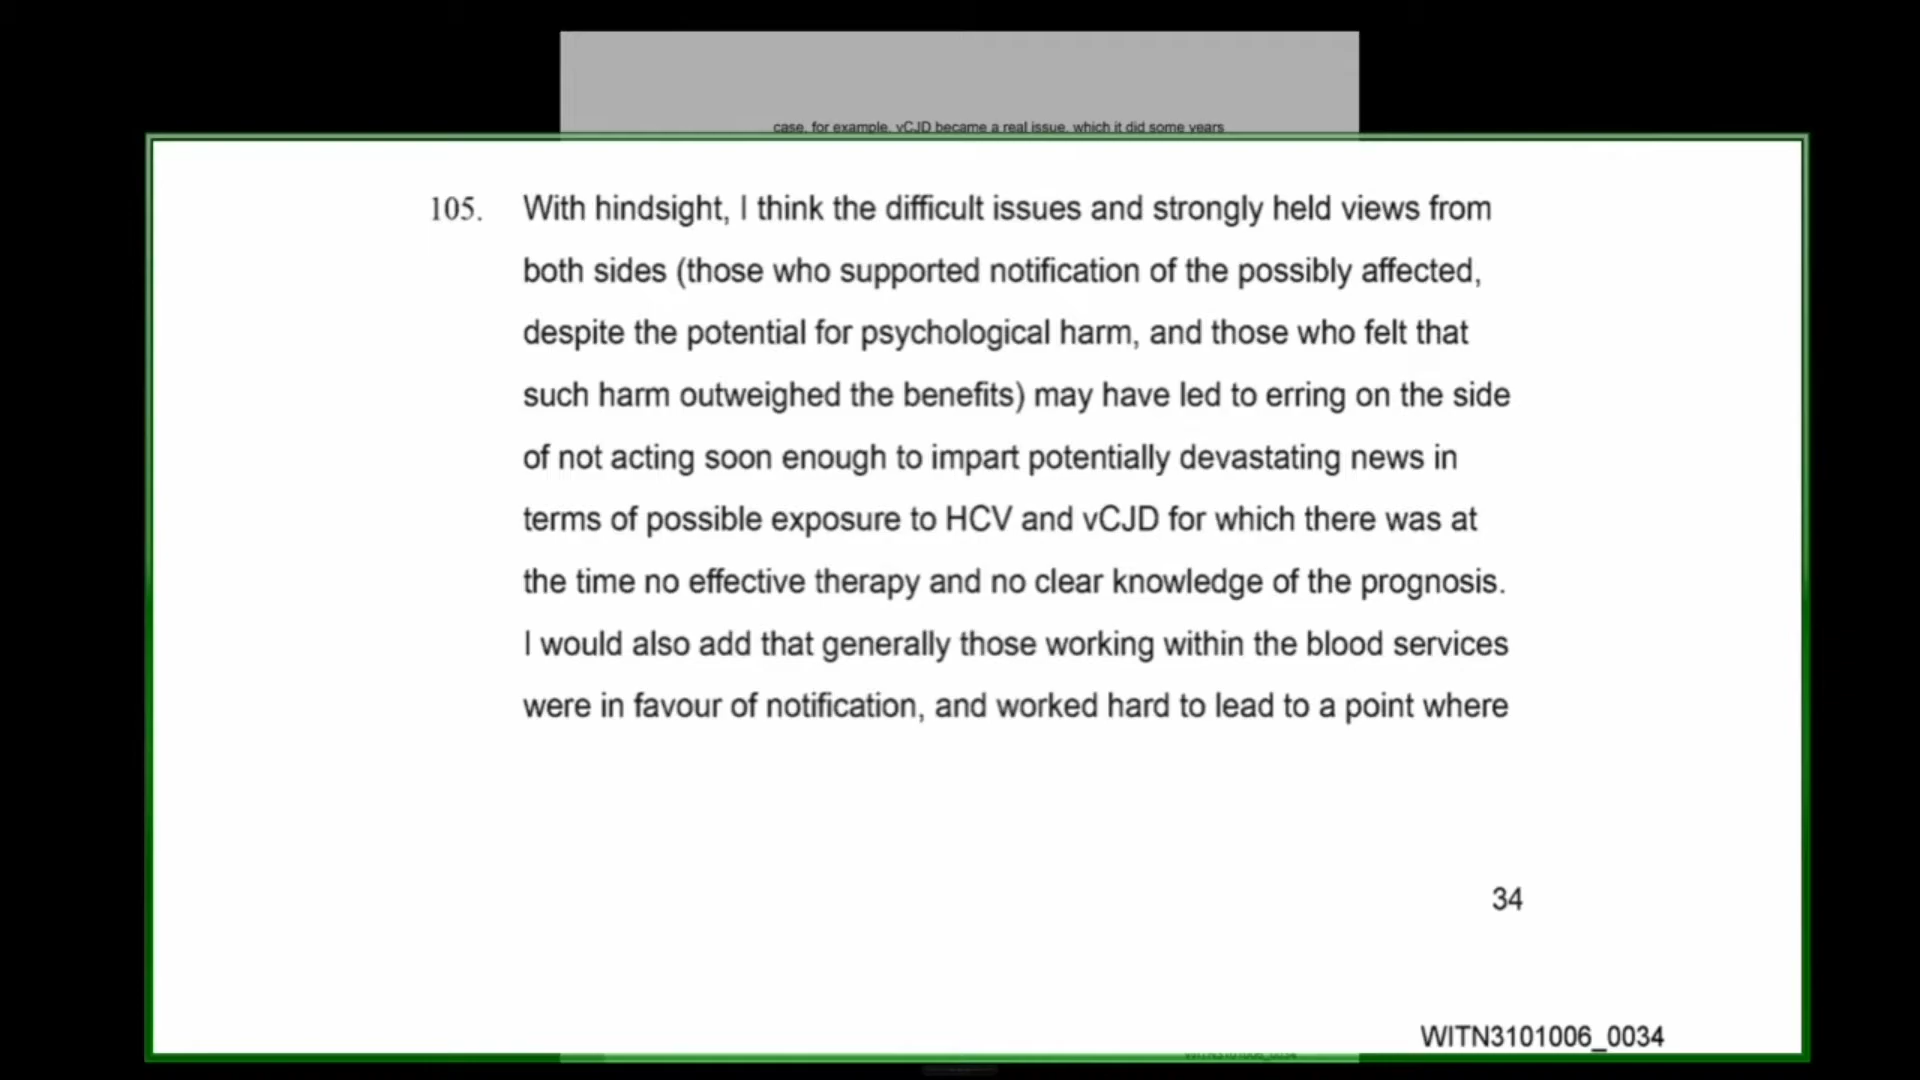 case, for example, vCJD became a real issue, which it did some years
105. With hindsight, I think the difficult issues and strongly held views from
both sides (those who supported notification of the possibly affected,
despite the potential for psychological harm, and those who felt that
such harm outweighed the benefits) may have led to erring on the side
of not acting soon enough to impart potentially devastating news in
terms of possible exposure to HCV and vCJD for which there was at
the time no effective therapy and no clear knowledge of the prognosis.
I would also add that generally those working within the blood services
were in favour of notification, and worked hard to lead to a point where
34
WITN3101006_0034